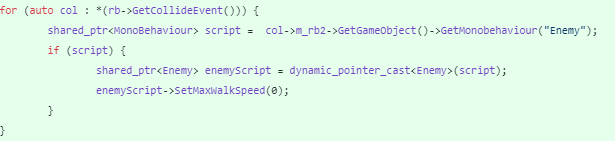 for (auto col : *(rb->GetCollideEvent())) {
shared_ptr<MonoBehaviour> script =  col->m_rb2->GetGameObject()->GetMonobehaviour("Enemy");
if (script) {
shared_ptr<Enemy> enemyScript = dynamic_pointer_cast<Enemy>(script);
enemyScript->SetMaxWalkSpeed(0);
}
}